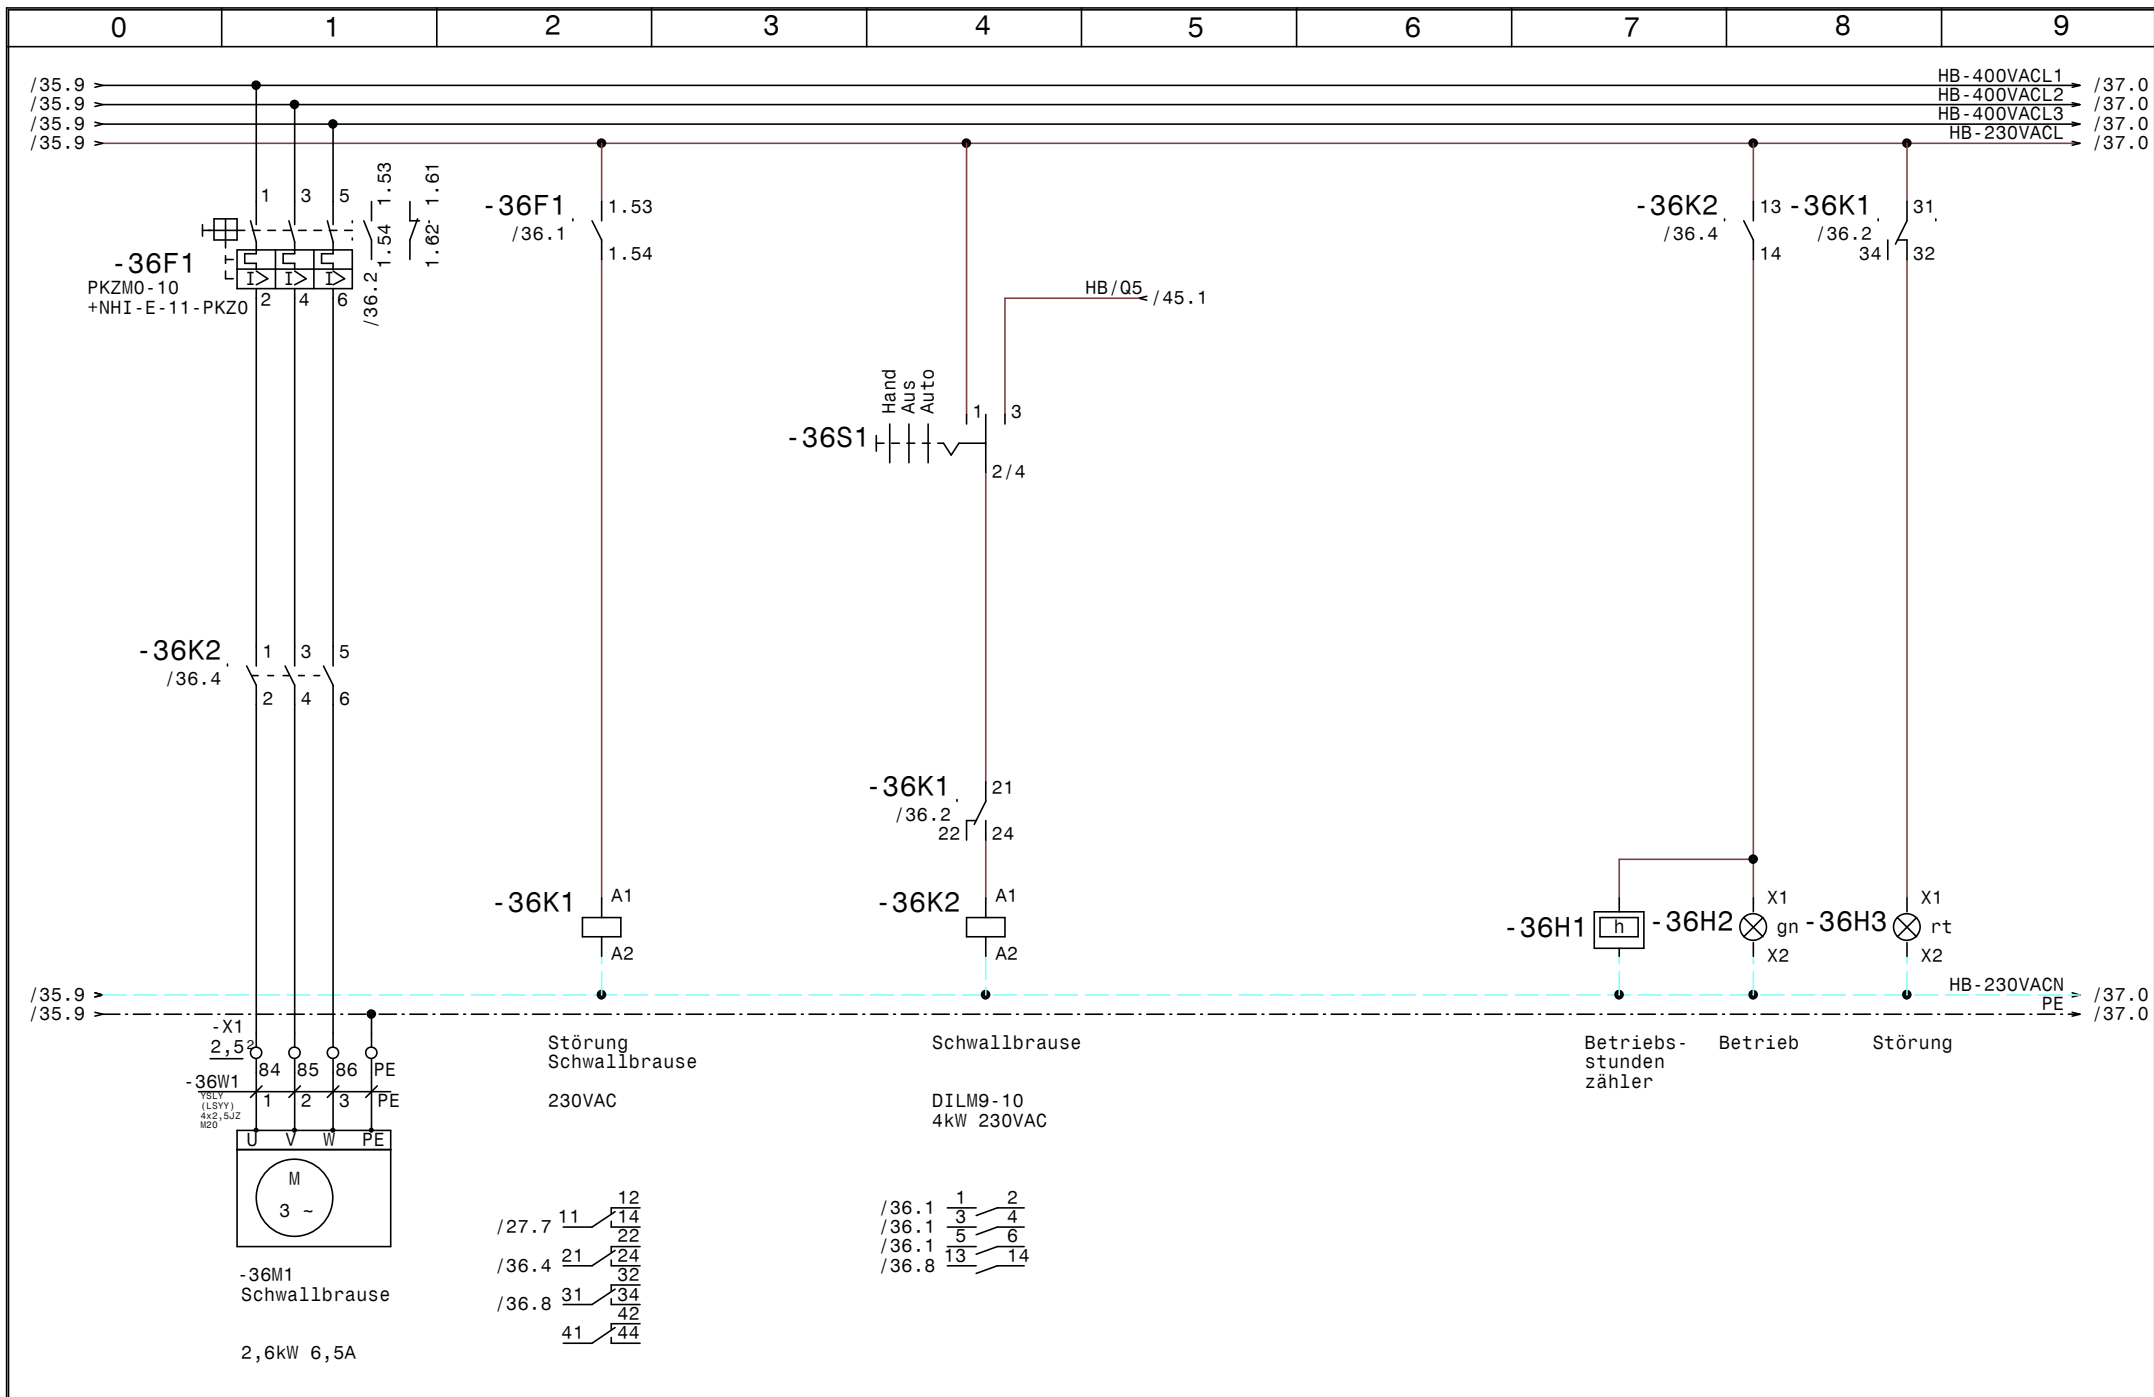 0 1 2 3 4 5 6 7 8 9
/35.9 HB-400VACL1 /37.0
/35.9 HB-400VACL2 /37.0
/35.9 HB-400VACL3 /37.0
/35.9 HB-230VACL /37.0
1 3 5 1.53 1.61
1.54 1.62
-36F1
PKZM0-10
+NHI-E-11-PKZ0
I> I> I>
2 4 6 /36.2
-36F1 1.53
/36.1
1.54
HB/Q5 /45.1
Hand
Aus
Auto
-36S1 1 3
2/4
-36K2 13
/36.4
14
-36K1 31
/36.2
34 32
-36K2 1 3 5
/36.4
2 4 6
-36K1 21
/36.2
22 24
-36K1 A1
A2
-36K2 A1
A2
-36H1 h
-36H2 X1
gn
X2
-36H3 X1
rt
X2
/35.9 HB-230VACN /37.0
/35.9 PE /37.0
-X1
2,5²
84 85 86 PE
-36W1
YSLY
(LSYY)
4x2,5JZ
M20
1 2 3 PE
U V W PE
M
3 ~
-36M1
Schwallbrause
2,6kW 6,5A
Störung
Schwallbrause
230VAC
Schwallbrause
DILM9-10
4kW 230VAC
Betriebs-
stunden
zähler
Betrieb
Störung
12
/27.7 11 14
22
/36.4 21 24
32
/36.8 31 34
42
41 44
/36.1 1 2
/36.1 3 4
/36.1 5 6
/36.8 13 14